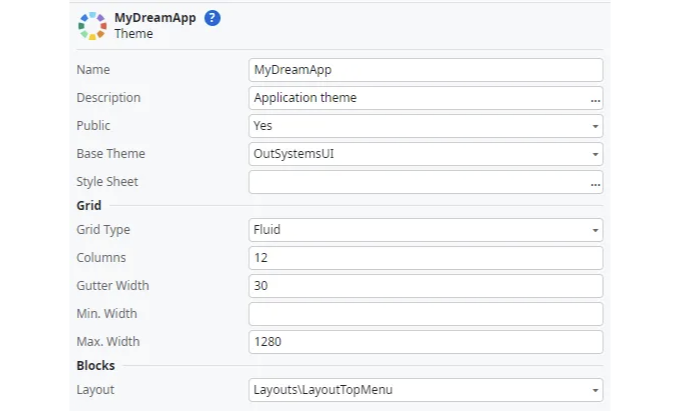 MyDreamApp ?
Theme
Name MyDreamApp
Description Application theme ...
Public Yes
Base Theme OutSystemsUI
Style Sheet ...
Grid
Grid Type Fluid
Columns 12
Gutter Width 30
Min. Width
Max. Width 1280
Blocks
Layout Layouts\LayoutTopMenu